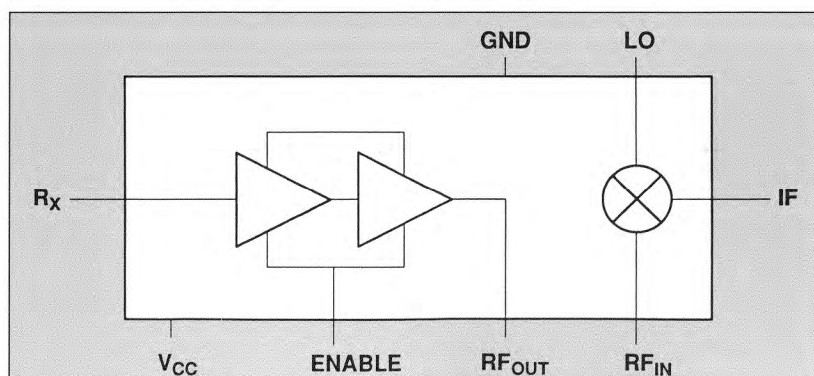 GND LO
RX IF
VCC ENABLE RFOUT RFIN